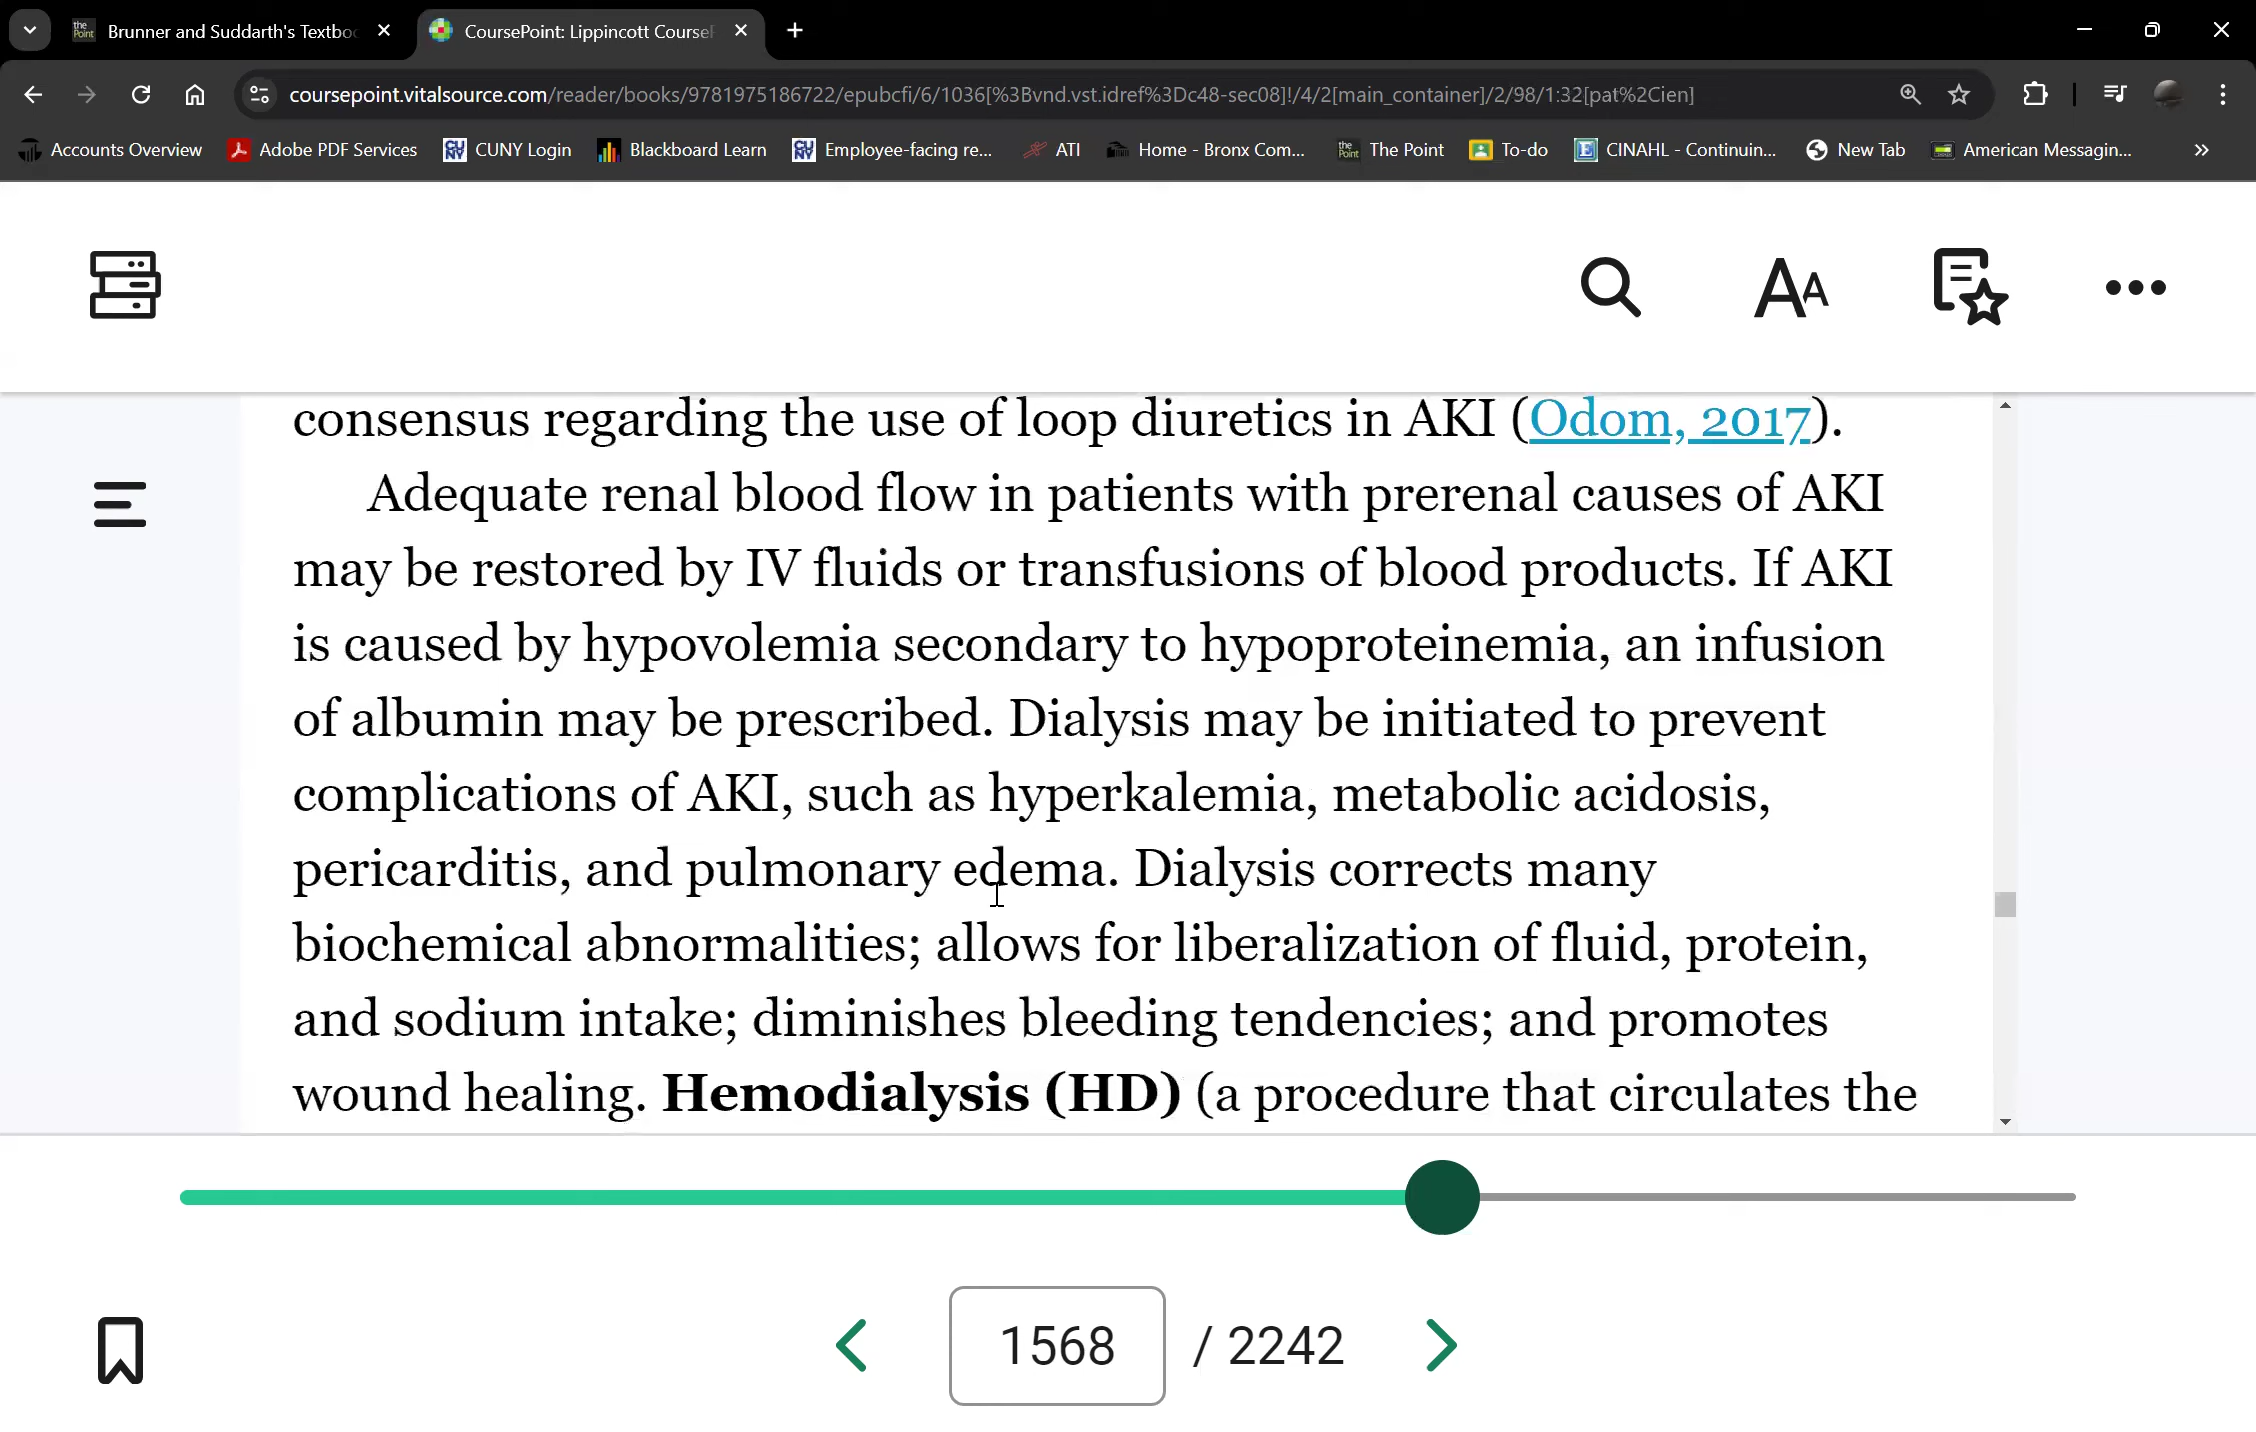 the Point
Brunner and Suddarth's Textbo
CoursePoint: Lippincott CourseP
coursepoint.vitalsource.com/reader/books/9781975186722/epubcfi/6/1036[%3Bvnd.vst.idref%3Dc48-sec08]!/4/2[main_container]/2/98/1:32[pat%2Cien]
Accounts Overview
Adobe PDF Services
CUNY Login
Blackboard Learn
Employee-facing re...
ATI
Home - Bronx Com...
the Point
The Point
To-do
CINAHL - Continuin...
New Tab
American Messagin...
AA
consensus regarding the use of loop diuretics in AKI (Odom, 2017).
Adequate renal blood flow in patients with prerenal causes of AKI
may be restored by IV fluids or transfusions of blood products. If AKI
is caused by hypovolemia secondary to hypoproteinemia, an infusion
of albumin may be prescribed. Dialysis may be initiated to prevent
complications of AKI, such as hyperkalemia, metabolic acidosis,
pericarditis, and pulmonary edema. Dialysis corrects many
biochemical abnormalities; allows for liberalization of fluid, protein,
and sodium intake; diminishes bleeding tendencies; and promotes
wound healing. Hemodialysis (HD) (a procedure that circulates the
1568 / 2242